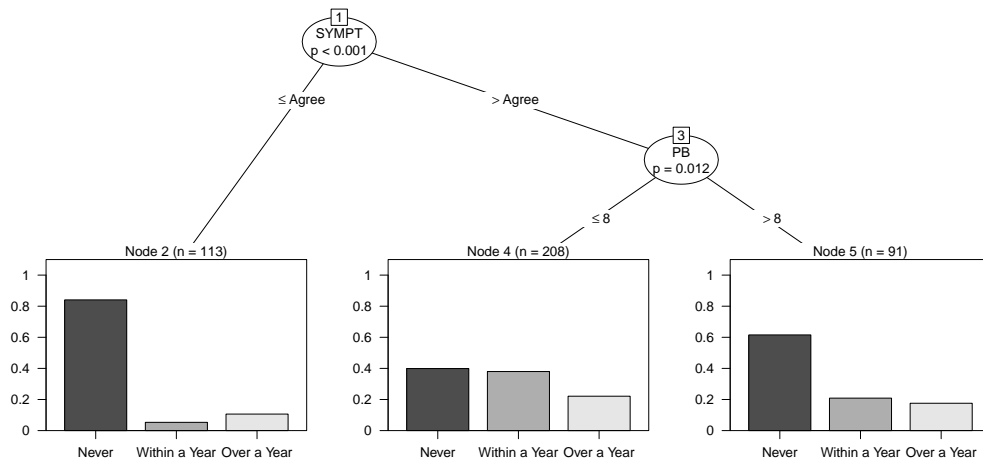 1
SYMPT
p < 0.001
≤ Agree
> Agree
3
PB
p = 0.012
≤ 8
> 8
Node 2 (n = 113)
1
0.8
0.6
0.4
0.2
0
Never Within a Year Over a Year
Node 4 (n = 208)
1
0.8
0.6
0.4
0.2
0
Never Within a Year Over a Year
Node 5 (n = 91)
1
0.8
0.6
0.4
0.2
0
Never Within a Year Over a Year